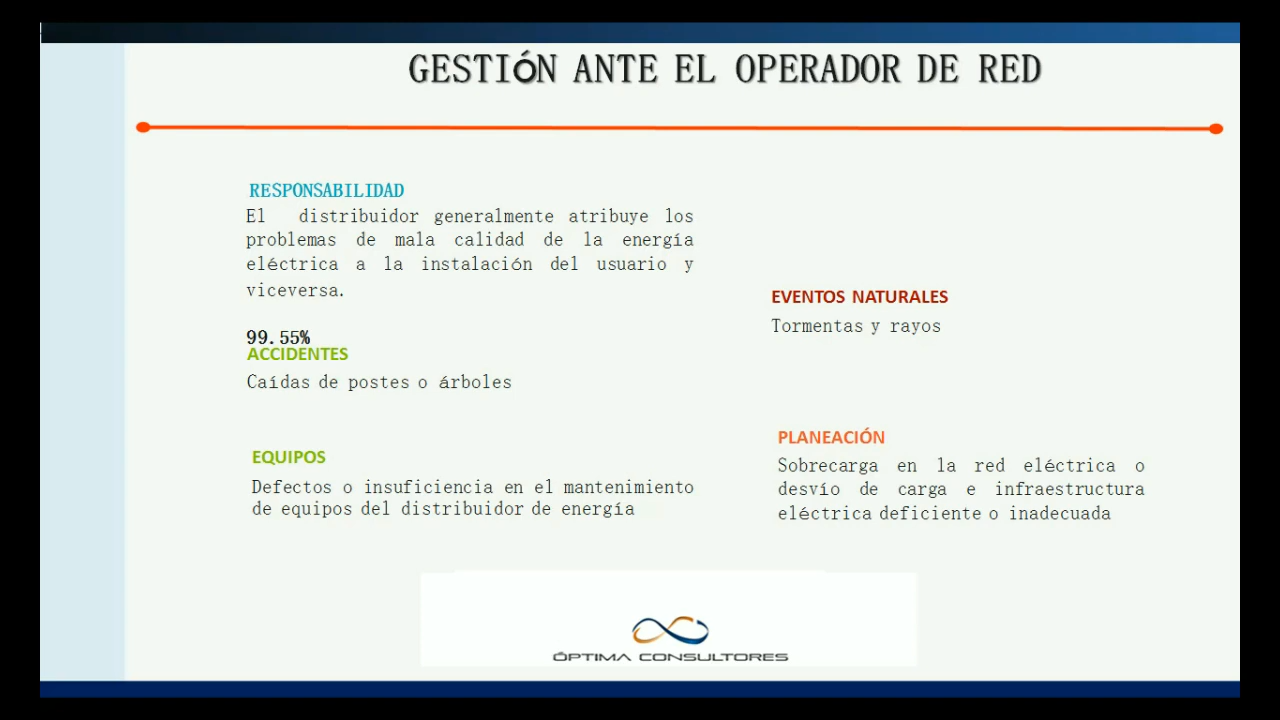 GESTIÓN ANTE EL OPERADOR DE RED
RESPONSABILIDAD
El distribuidor generalmente atribuye los
problemas de mala calidad de la energía
eléctrica a la instalación del usuario y
viceversa.
99.55%
ACCIDENTES
Caídas de postes o árboles
EQUIPOS
Defectos o insuficiencia en el mantenimiento
de equipos del distribuidor de energía
EVENTOS NATURALES
Tormentas y rayos
PLANEACIÓN
Sobrecarga en la red eléctrica o
desvío de carga e infraestructura
eléctrica deficiente o inadecuada
ÓPTIMA CONSULTORES